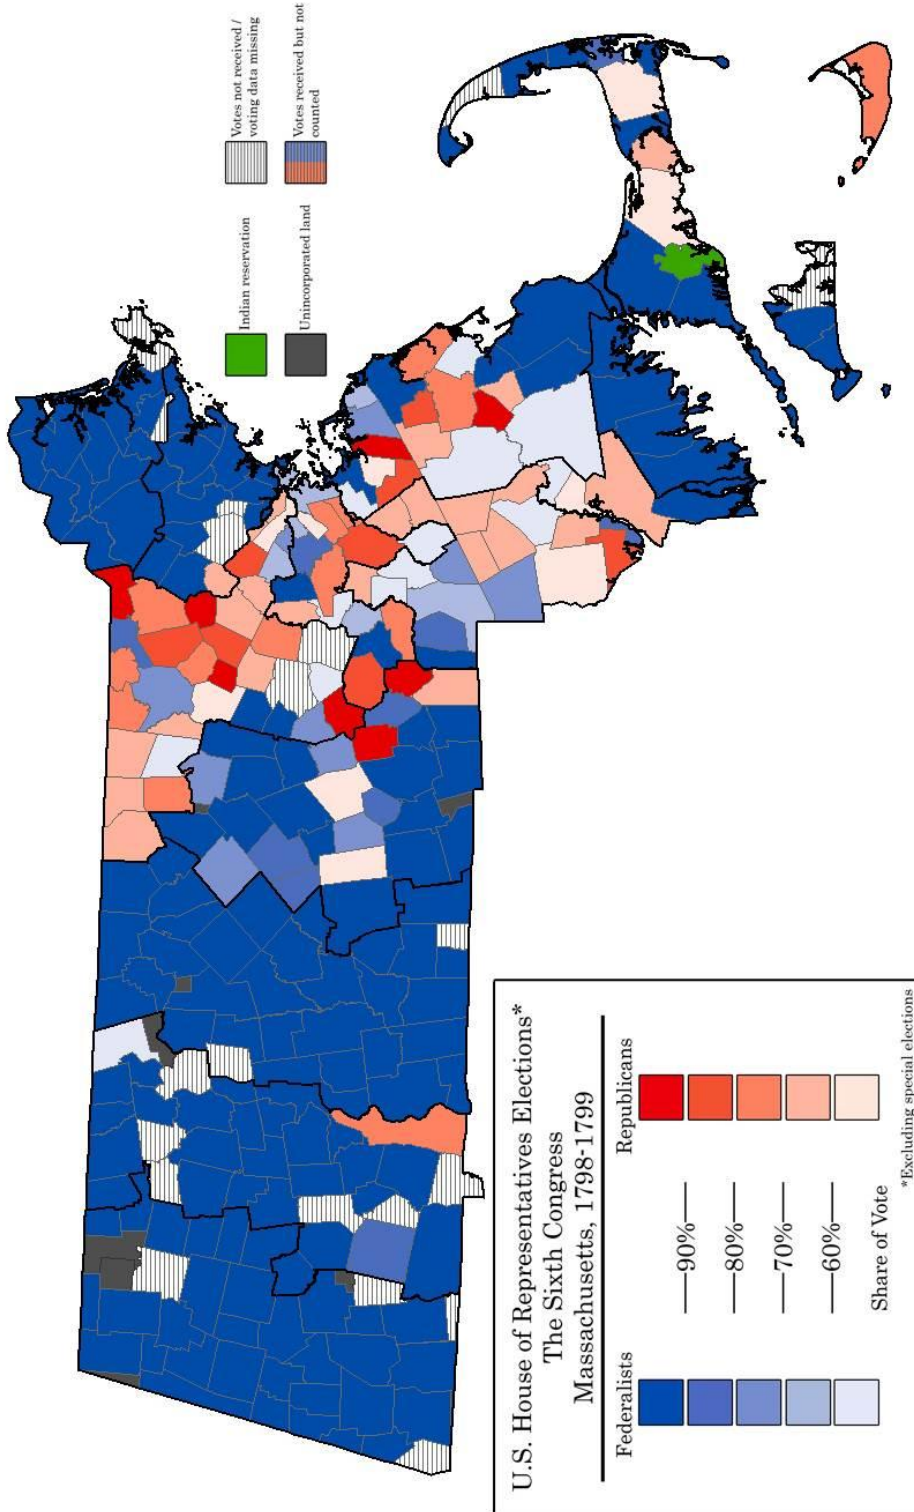 Votes not received /
voting data missing
Votes received but not
counted
Indian reservation
Unincorporated land
U.S. House of Representatives Elections*
The Sixth Congress
Massachusetts, 1798-1799
Federalists
Republicans
90%
80%
70%
60%
Share of Vote
*Excluding special elections